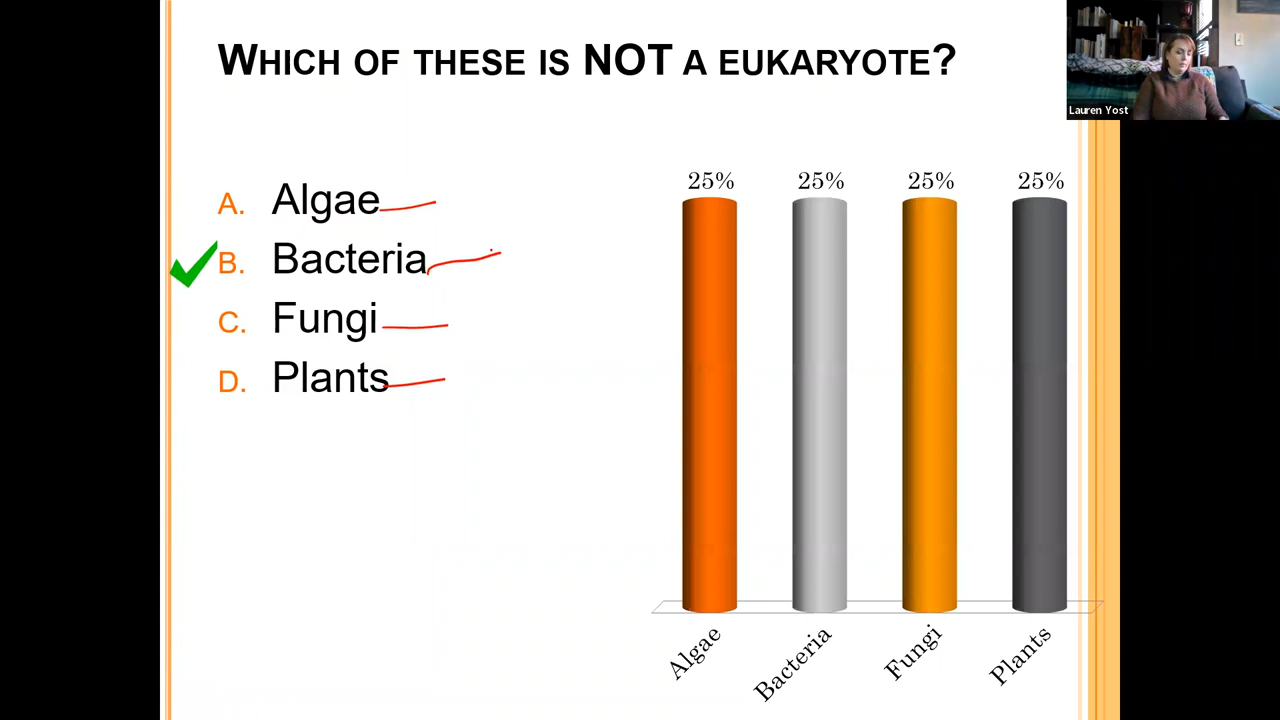 WHICH OF THESE IS NOT A EUKARYOTE?
Lauren Yost
A. Algae
B. Bacteria
C. Fungi
D. Plants
25% 25% 25% 25%
Algae Bacteria Fungi Plants